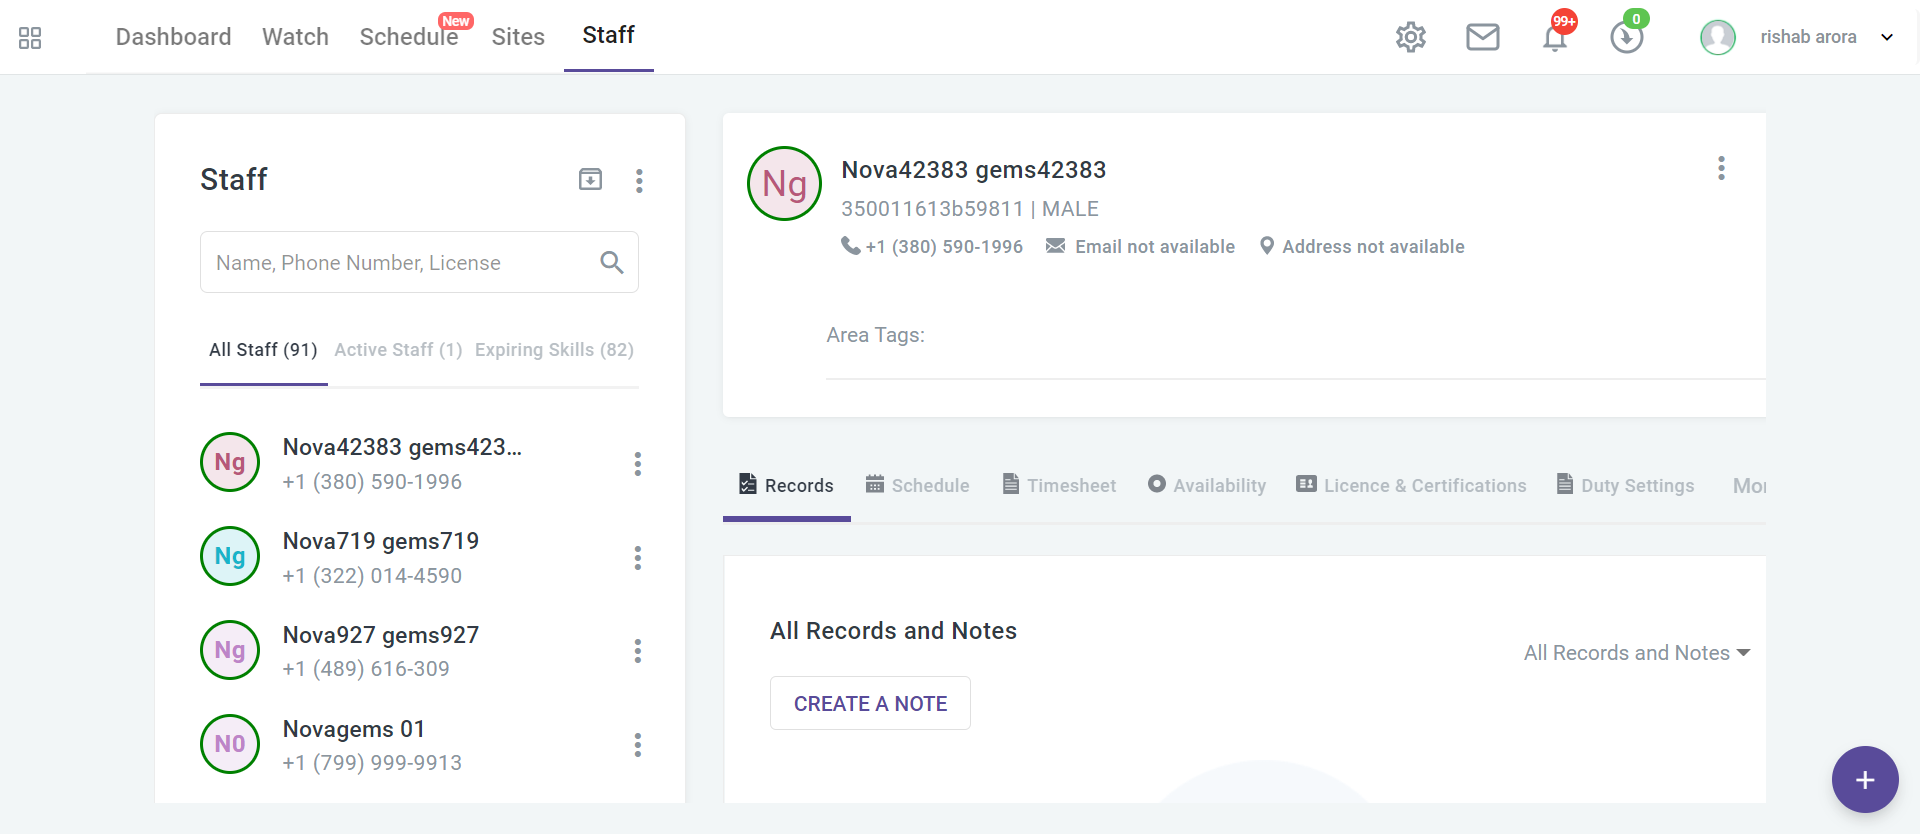 Dashboard Watch Schedule New Sites Staff 99+ 0 rishab arora
Staff
Name, Phone Number, License
All Staff (91) Active Staff (1) Expiring Skills (82)
Ng Nova42383 gems423...
+1 (380) 590-1996
Ng Nova719 gems719
+1 (322) 014-4590
Ng Nova927 gems927
+1 (489) 616-309
N0 Novagems 01
+1 (799) 999-9913
Ng Nova42383 gems42383
350011613b59811 | MALE
+1 (380) 590-1996 Email not available Address not available
Area Tags:
Records Schedule Timesheet Availability Licence & Certifications Duty Settings
All Records and Notes
All Records and Notes
CREATE A NOTE
+